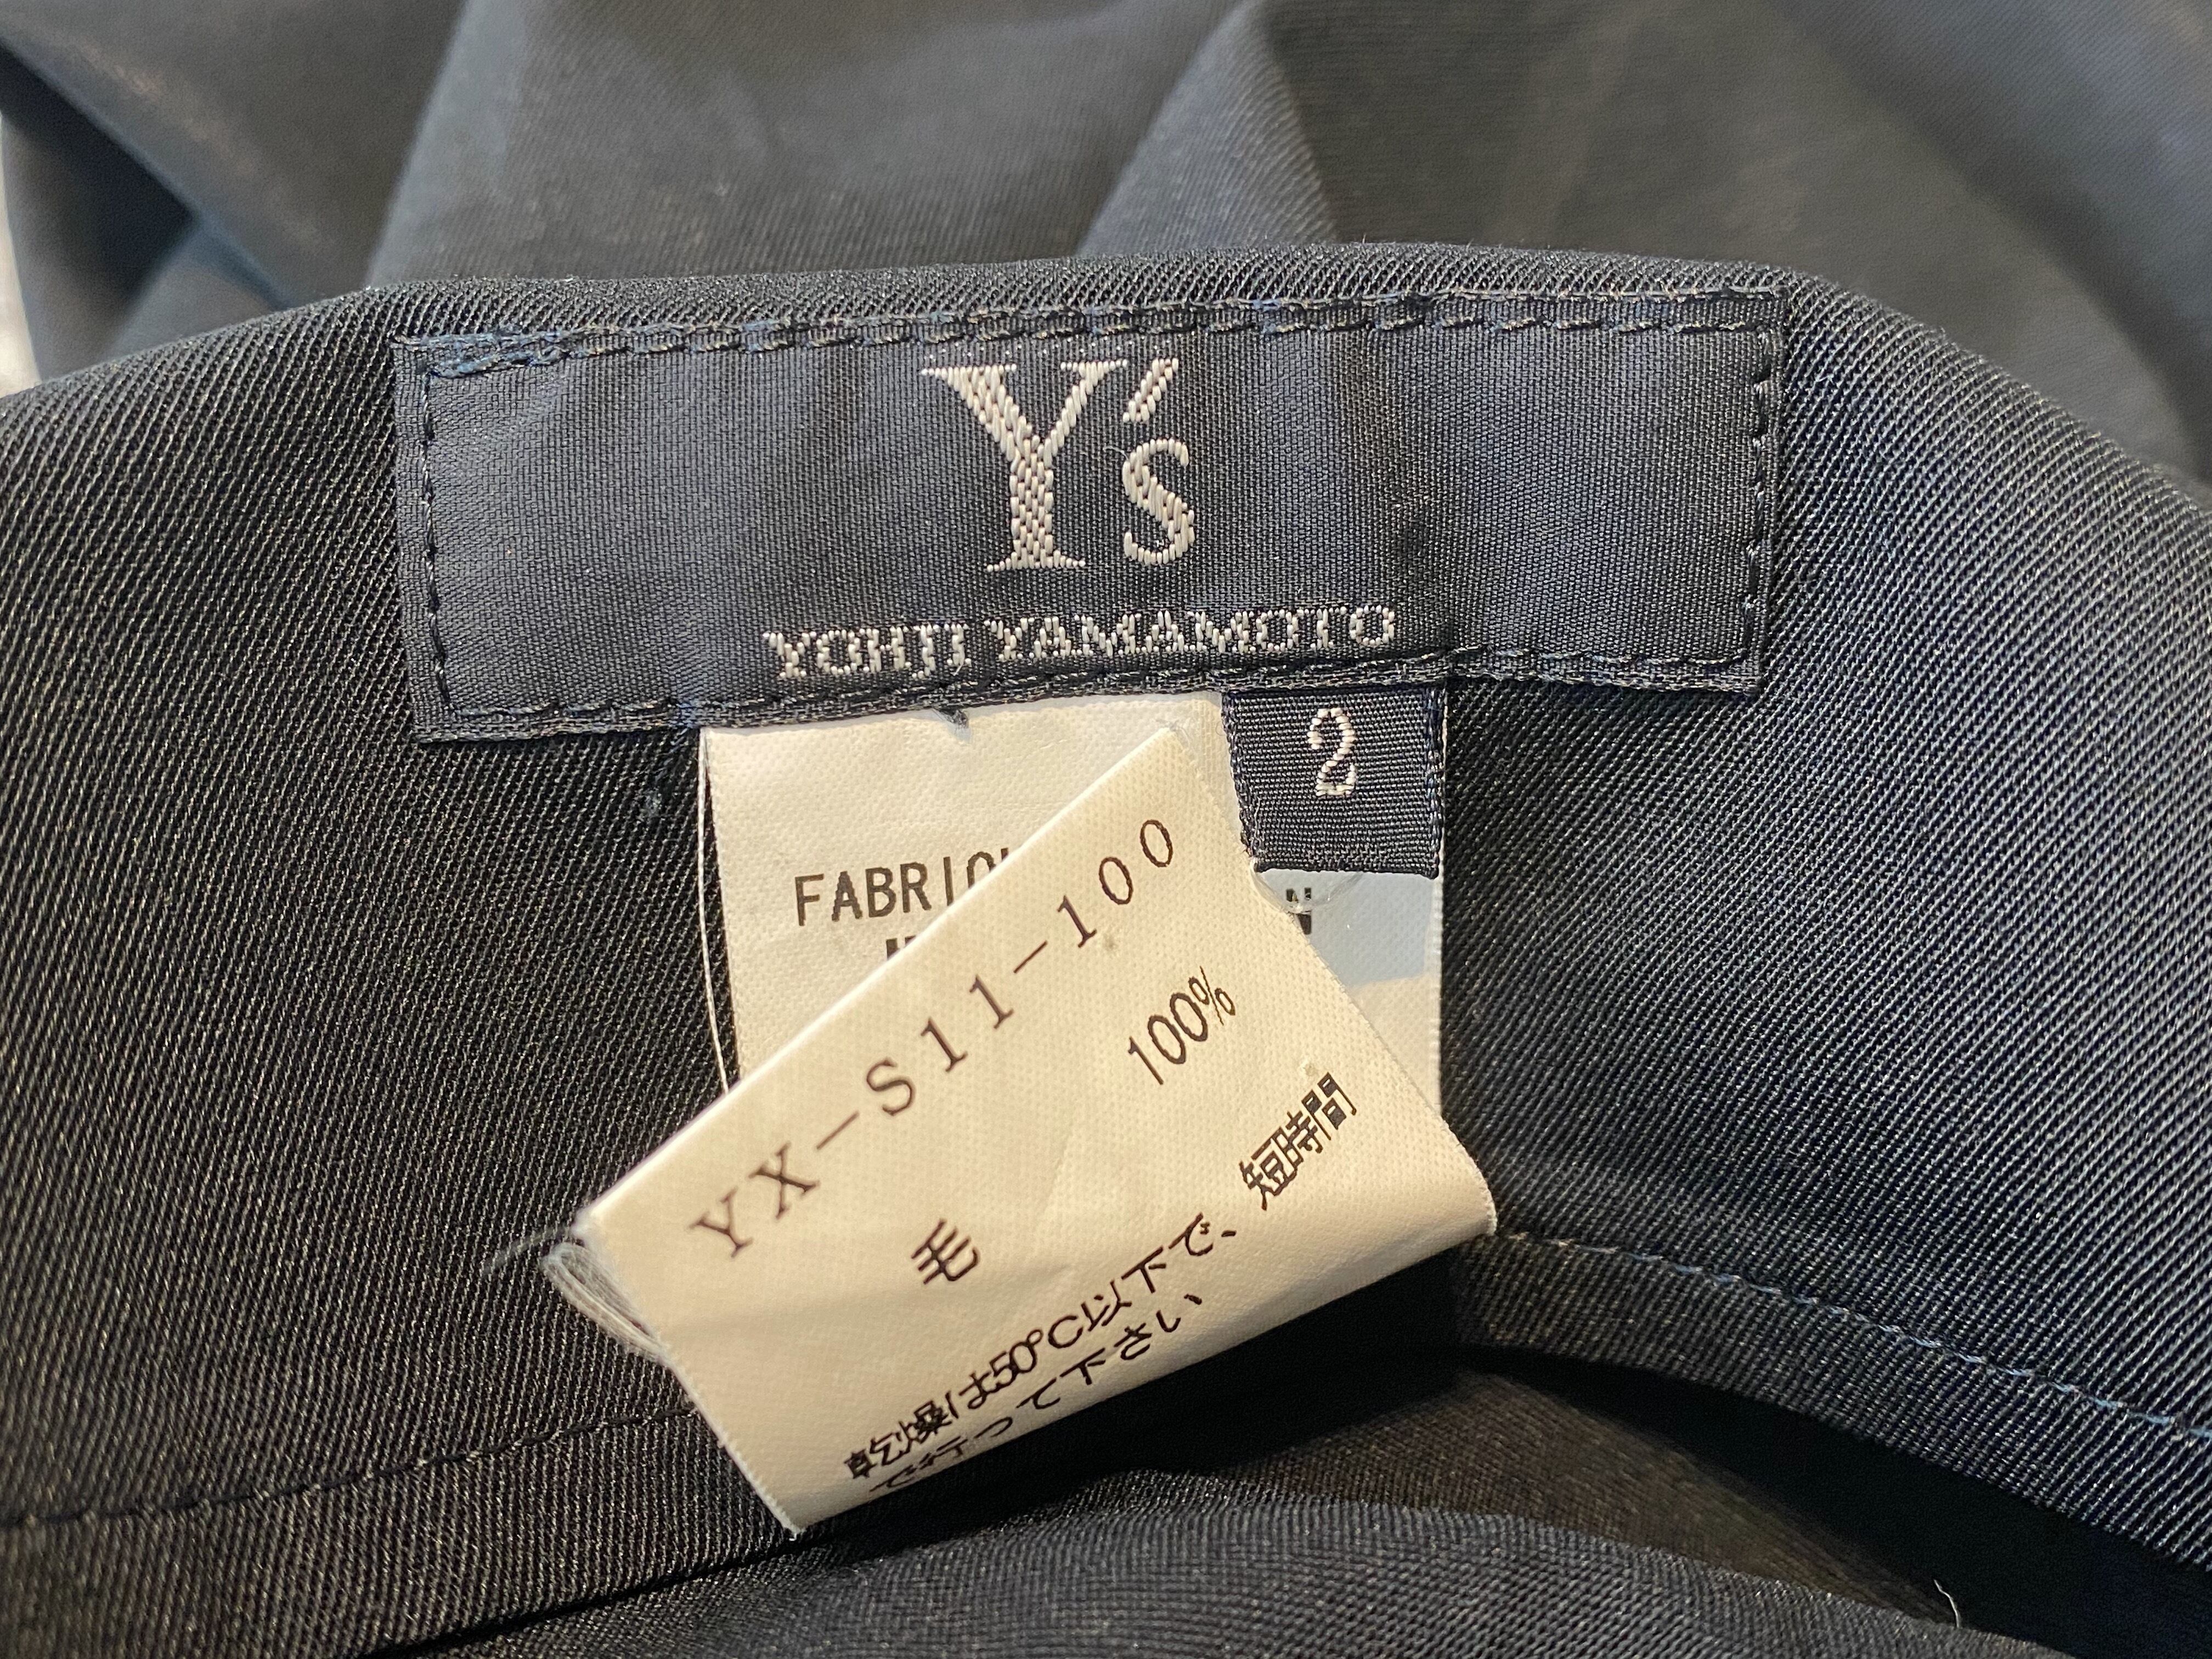 Y's
YOHJI YAMAMOTO
2
YX-S11-100
毛 100%
乾燥は50℃以下で、短時間
で行って下さい、